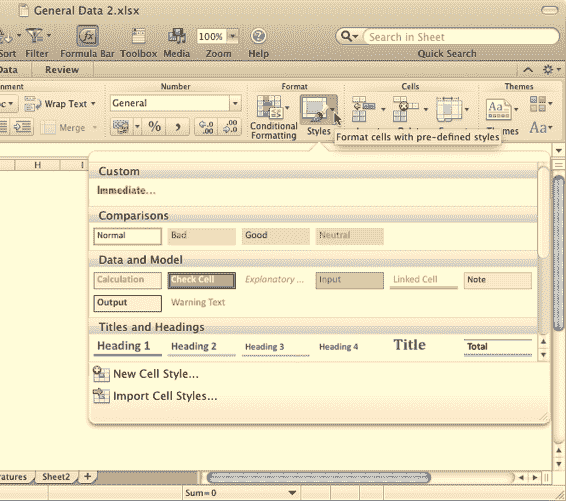 General Data 2.xlsx
Sort Filter Formula Bar Toolbox Media 100% Zoom Help Search in Sheet Quick Search
Data Review
Number Format Cells Themes
Wrap Text General
Merge % Conditional Formatting Styles Aa
Format cells with pre-defined styles
H
Custom
Immediate...
Comparisons
Normal Bad Good Neutral
Data and Model
Calculation Check Cell Explanatory ... Input Linked Cell Note
Output Warning Text
Titles and Headings
Heading 1 Heading 2 Heading 3 Heading 4 Title Total
New Cell Style...
Import Cell Styles...
Sheet2
Sum=0